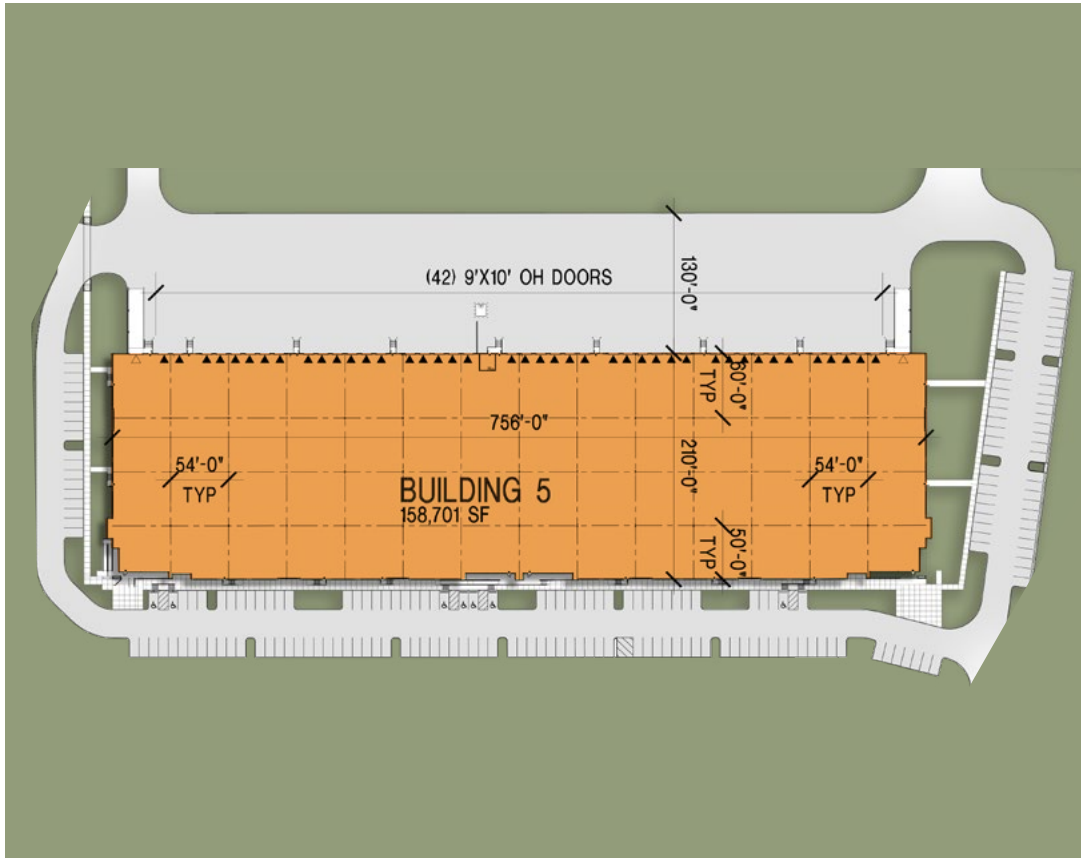 (42) 9'X10' OH DOORS
130'-0"
60'-0"
TYP
756'-0"
54'-0"
TYP
210'-0"
54'-0"
TYP
BUILDING 5
158,701 SF
50'-0"
TYP